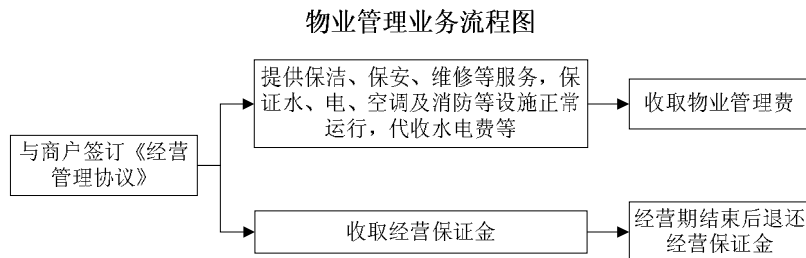 物业管理业务流程图
提供保洁、保安、维修等服务，保
证水、电、空调及消防等设施正常
运行，代收水电费等
收取物业管理费
与商户签订《经营
管理协议》
收取经营保证金
经营期结束后退还
经营保证金